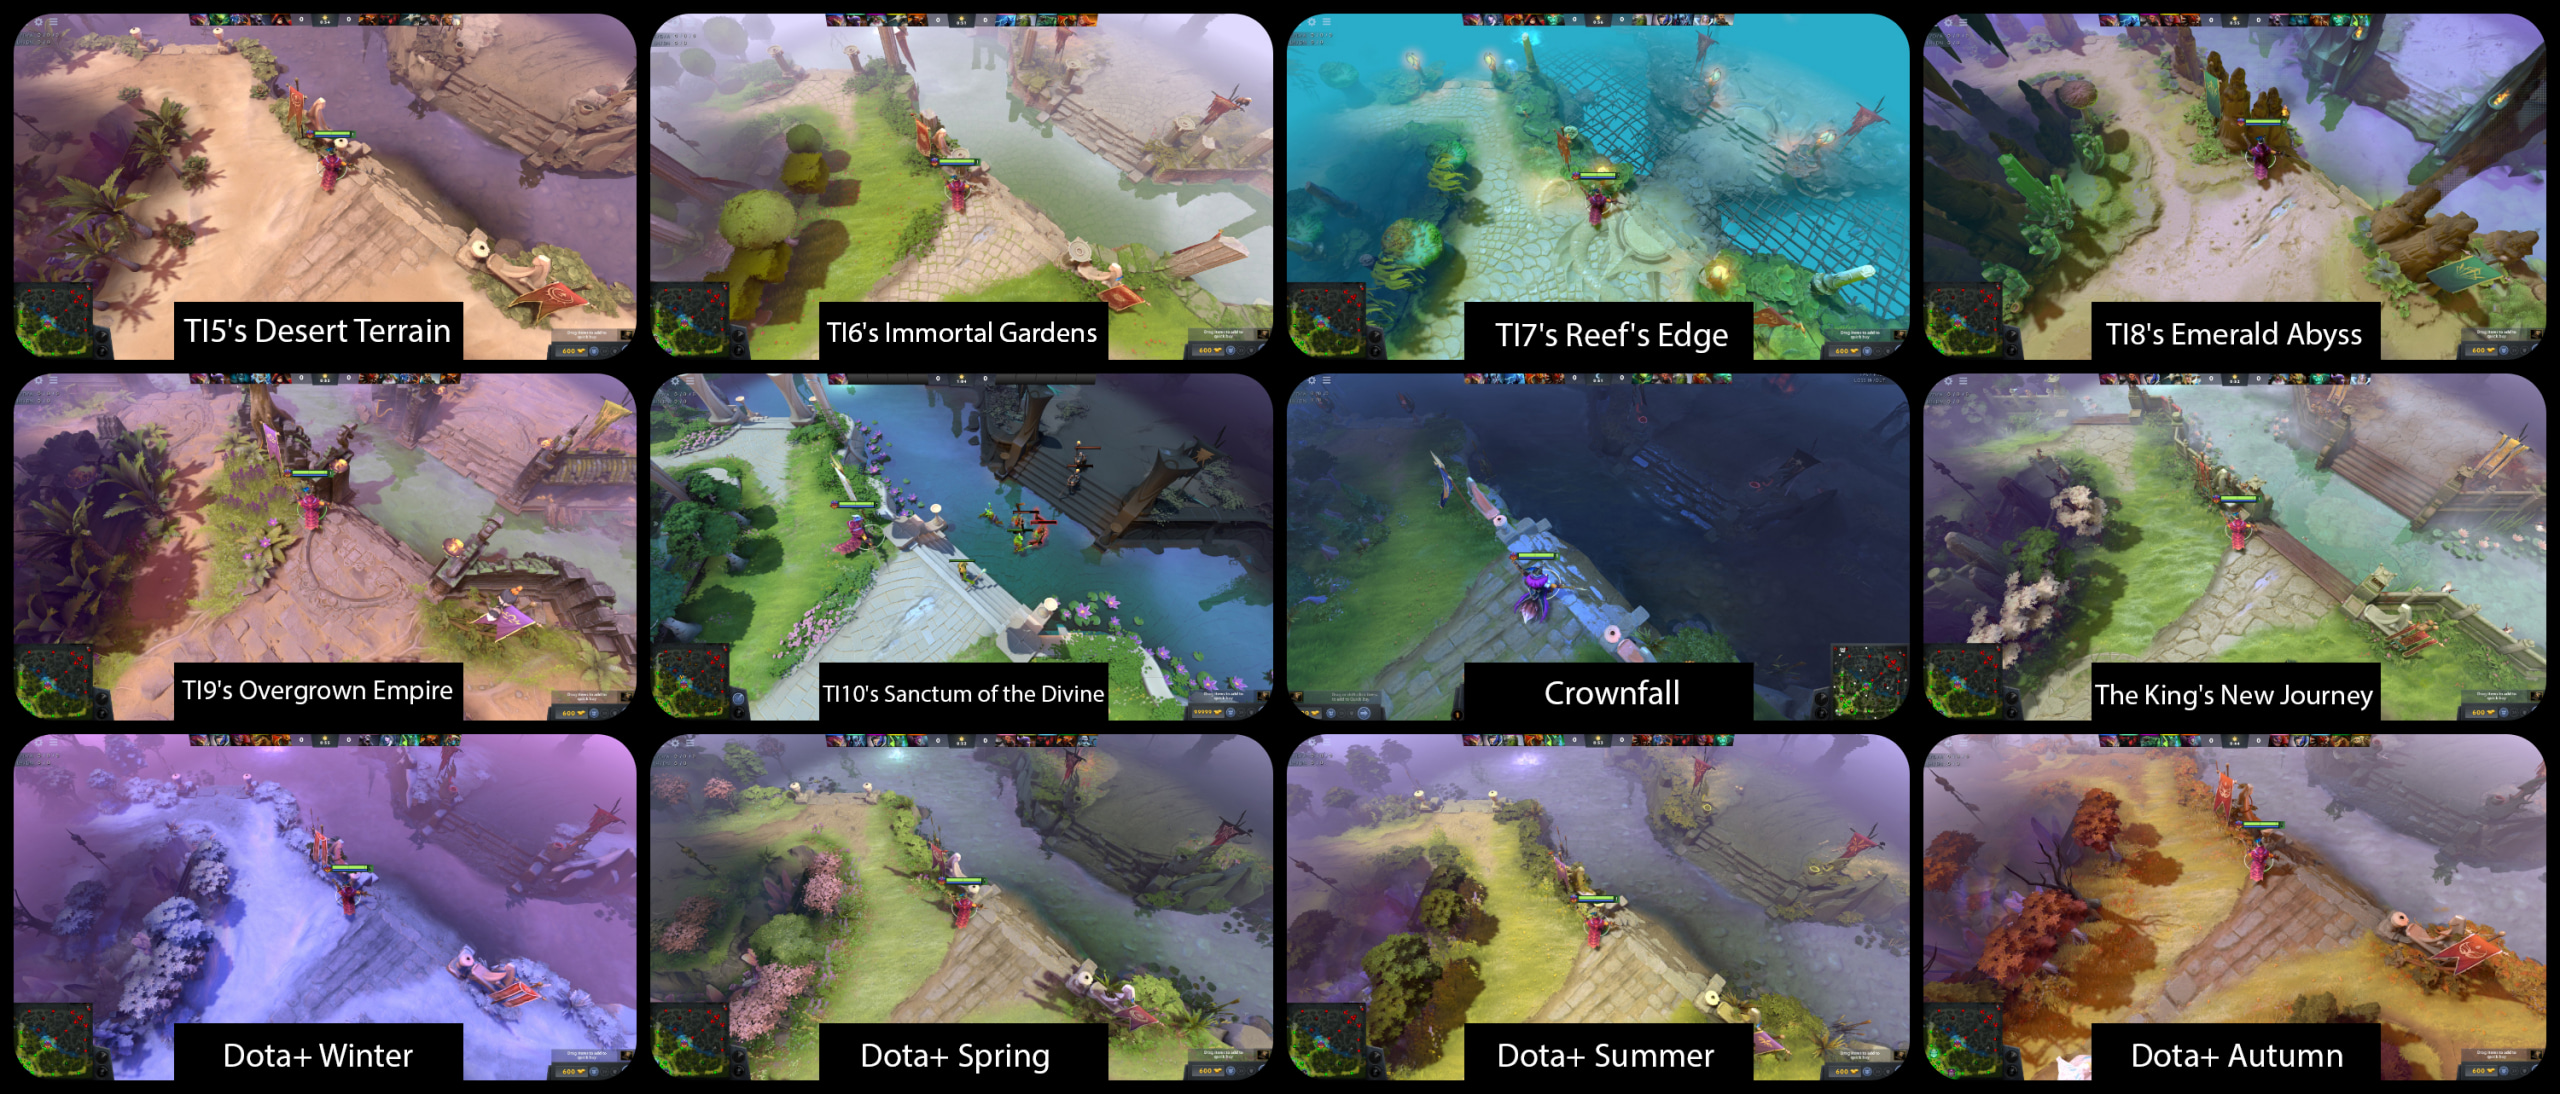 TI5's Desert Terrain
TI6's Immortal Gardens
TI7's Reef's Edge
TI8's Emerald Abyss
TI9's Overgrown Empire
TI10's Sanctum of the Divine
Crownfall
The King's New Journey
Dota+ Winter
Dota+ Spring
Dota+ Summer
Dota+ Autumn